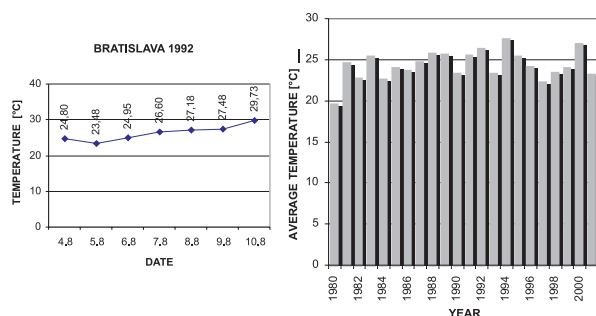 BRATISLAVA 1992
TEMPERATURE [°C]
40
30
20
10
0
24,80
23,48
24,95
26,60
27,18
27,48
29,73
4.8 5.8 6.8 7.8 8.8 9.8 10.8
DATE
AVERAGE TEMPERATURE [°C]
30
25
20
15
10
5
0
1980 1982 1984 1986 1988 1990 1992 1994 1996 1998 2000
YEAR